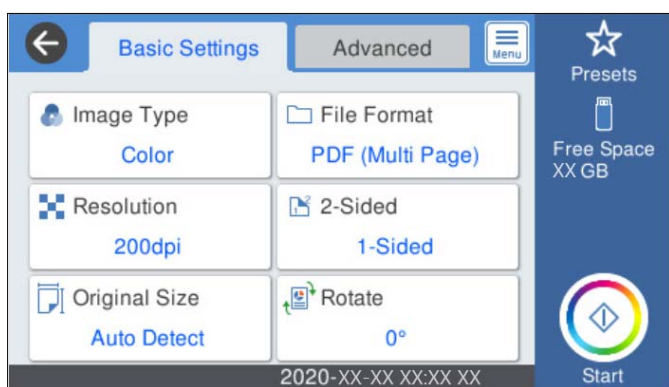 Basic Settings
Advanced
Menu
Presets
Image Type
Color
File Format
PDF (Multi Page)
Free Space
XX GB
Resolution
200dpi
2-Sided
1-Sided
Original Size
Auto Detect
Rotate
0°
2020-XX-XX XX:XX XX
Start